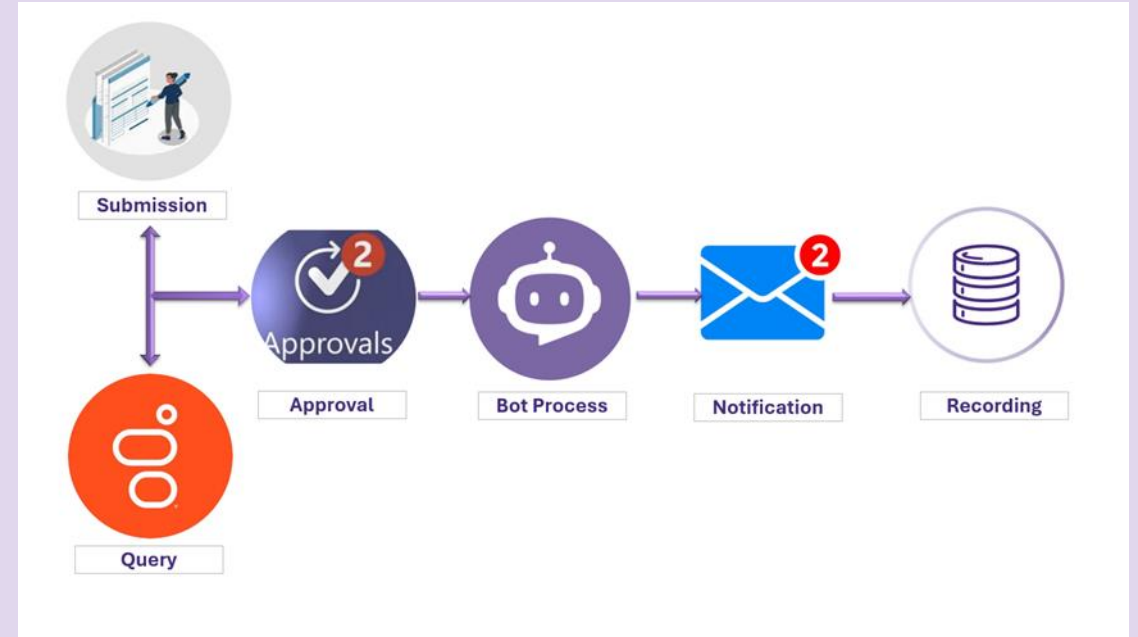 Submission
2
Approvals
2
Approval
Bot Process
Notification
Recording
Query